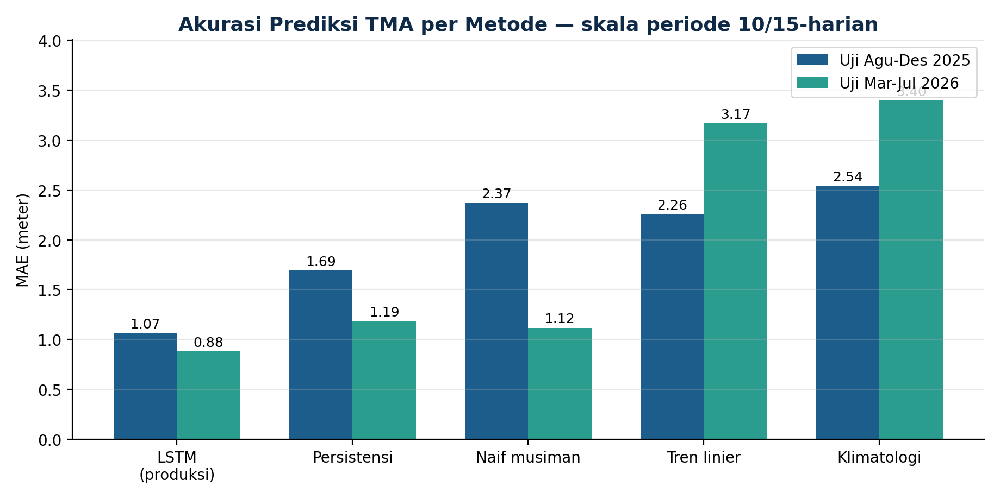 Akurasi Prediksi TMA per Metode — skala periode 10/15-harian
Uji Agu-Des 2025
Uji Mar-Jul 2026
MAE (meter)
4.0
3.5
3.0
2.5
2.0
1.5
1.0
0.5
0.0
1.07
0.88
1.69
1.19
2.37
1.12
2.26
3.17
2.54
3.40
LSTM
(produksi)
Persistensi
Naif musiman
Tren linier
Klimatologi